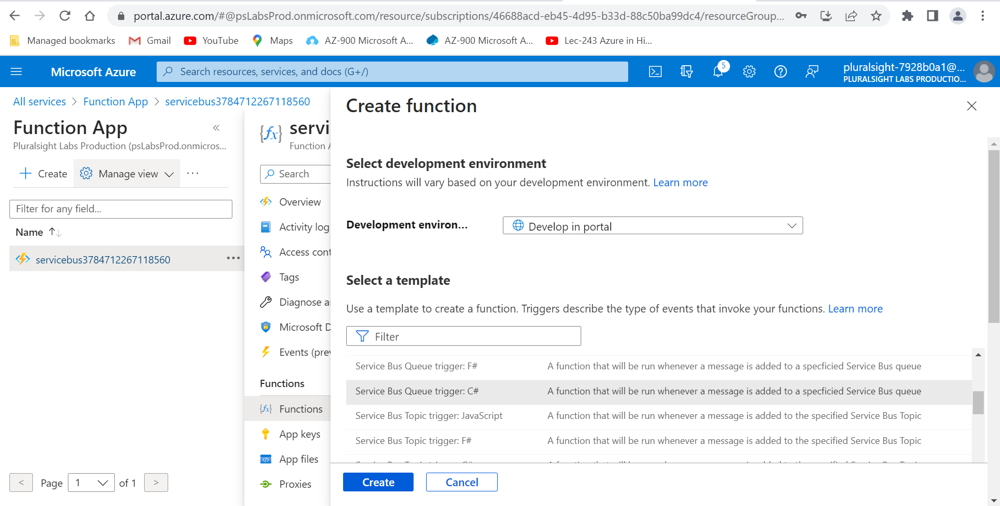 portal.azure.com/#@psLabsProd.onmicrosoft.com/resource/subscriptions/46688acd-eb45-4d95-b33d-88c50ba99dc4/resourceGroup...
Managed bookmarks Gmail YouTube Maps AZ-900 Microsoft A... AZ-900 Microsoft A... Lec-243 Azure in Hi...
Microsoft Azure
Search resources, services, and docs (G+/)
5
pluralsight-7928b0a1@...
PLURALSIGHT LABS PRODUCTIO...
All services > Function App > servicebus3784712267118560
Function App
«
Pluralsight Labs Production (psLabsProd.onmicros...
Create
Manage view
...
Filter for any field...
Name
servicebus3784712267118560
...
< Page 1 of 1 >
servi
Function A
Search
Overview
Activity log
Access cont
Tags
Diagnose a
Microsoft D
Events (prev
Functions
Functions
App keys
App files
Proxies
Create function
Select development environment
Instructions will vary based on your development environment. Learn more
Development environ...
Develop in portal
Select a template
Use a template to create a function. Triggers describe the type of events that invoke your functions. Learn more
Filter
Service Bus Queue trigger: F# A function that will be run whenever a message is added to a specficied Service Bus queue
Service Bus Queue trigger: C# A function that will be run whenever a message is added to a specficied Service Bus queue
Service Bus Topic trigger: JavaScript A function that will be run whenever a message is added to the specified Service Bus Topic
Service Bus Topic trigger: F# A function that will be run whenever a message is added to the specified Service Bus Topic
Create
Cancel